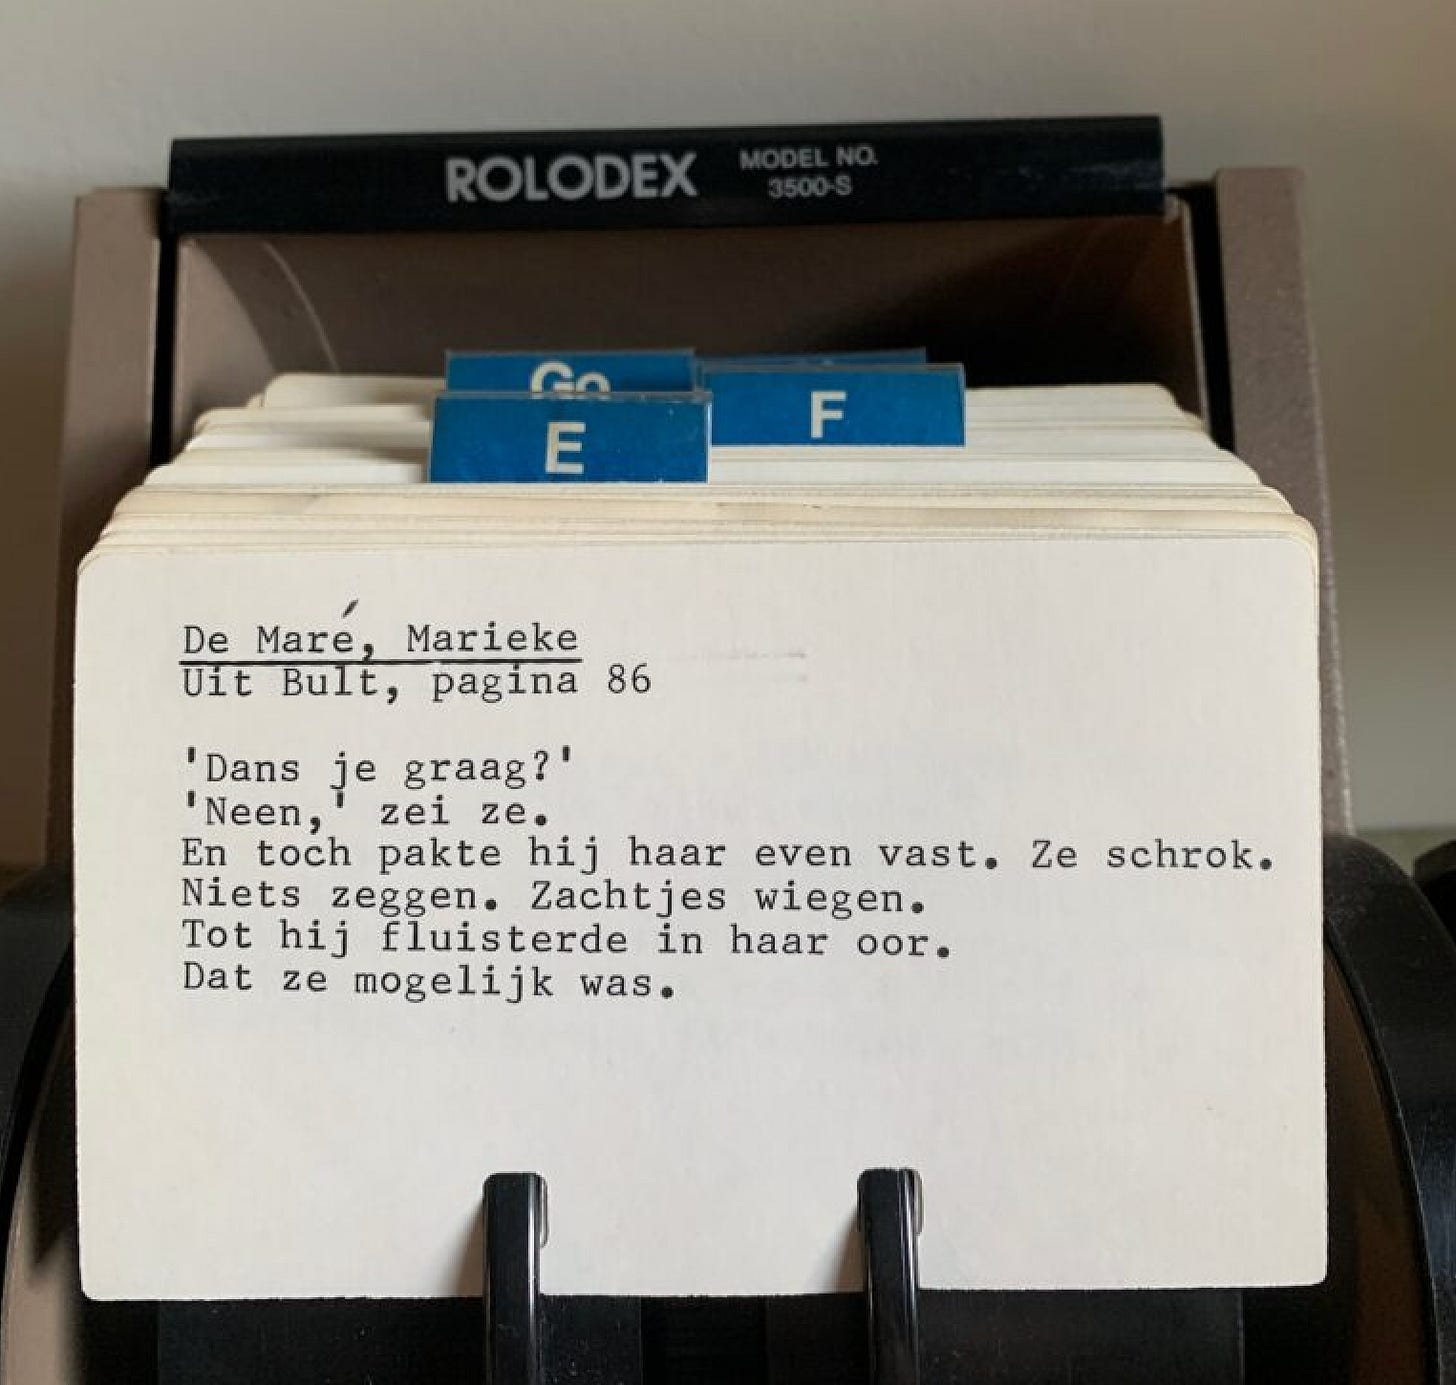 ROLODEX MODEL NO.
3500-S
Go
F
E
De Maré, Marieke
Uit Bult, pagina 86
'Dans je graag?'
'Neen,' zei ze.
En toch pakte hij haar even vast. Ze schrok.
Niets zeggen. Zachtjes wiegen.
Tot hij fluisterde in haar oor.
Dat ze mogelijk was.